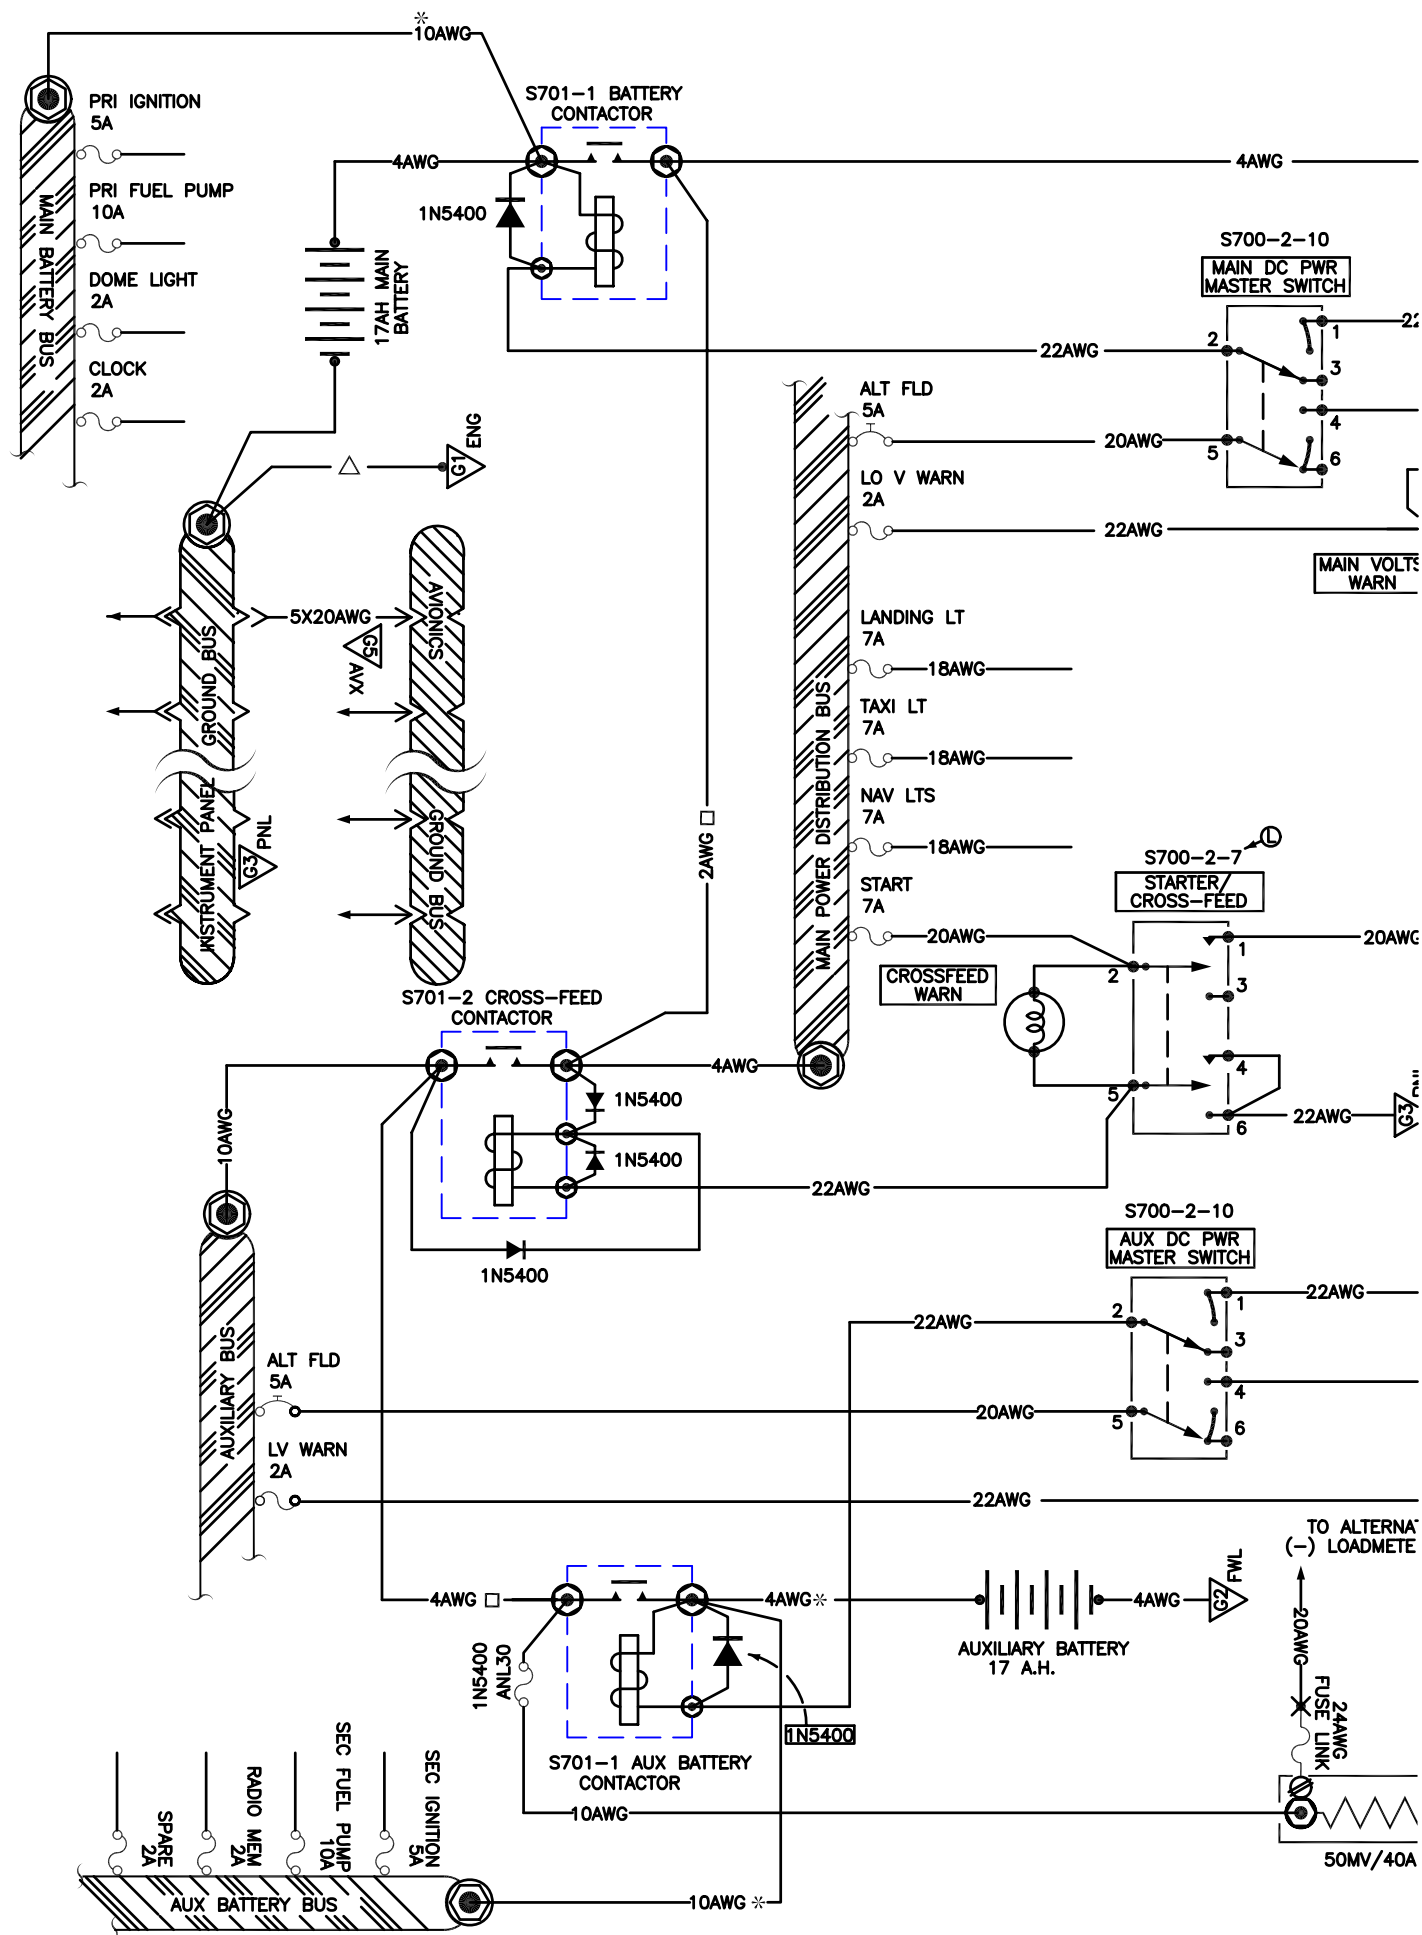 *
10AWG
PRI IGNITION
5A
S701-1 BATTERY
CONTACTOR
4AWG
4AWG
PRI FUEL PUMP
10A
1N5400
MAIN BATTERY BUS
S700-2-10
MAIN DC PWR
MASTER SWITCH
DOME LIGHT
2A
17AH MAIN
BATTERY
1
2
3
4
5
6
22AWG
CLOCK
2A
ALT FLD
5A
20AWG
G1
ENG
LO V WARN
2A
22AWG
MAIN VOLTS
WARN
5X20AWG
G5
AVX
AVIONICS
GROUND BUS
INSTRUMENT PANEL
GROUND BUS
G3
PNL
LANDING LT
7A
18AWG
TAXI LT
7A
18AWG
NAV LTS
7A
18AWG
START
7A
20AWG
MAIN POWER DISTRIBUTION BUS
2AWG
L
S700-2-7
STARTER/
CROSS-FEED
1
2
3
4
5
6
20AWG
CROSSFEED
WARN
22AWG
G3
S701-2 CROSS-FEED
CONTACTOR
4AWG
1N5400
1N5400
22AWG
1N5400
10AWG
AUXILIARY BUS
S700-2-10
AUX DC PWR
MASTER SWITCH
1
2
3
4
5
6
22AWG
22AWG
ALT FLD
5A
20AWG
LV WARN
2A
22AWG
TO ALTERNA
(-) LOADMETE
4AWG
4AWG*
4AWG
G2
FWL
AUXILIARY BATTERY
17 A.H.
1N5400
ANL30
1N5400
S701-1 AUX BATTERY
CONTACTOR
20AWG
24AWG
FUSE LINK
10AWG
50MV/40A
SPARE
2A
RADIO MEM
2A
SEC FUEL PUMP
10A
SEC IGNITION
5A
AUX BATTERY BUS
10AWG *